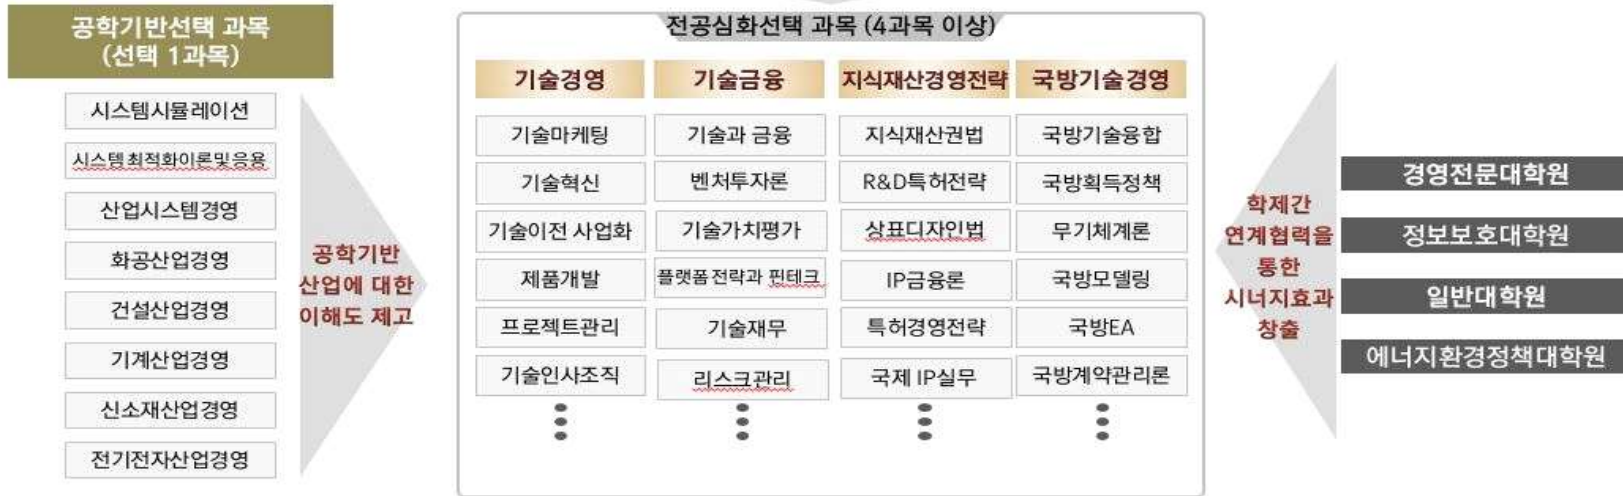 공학기반선택 과목
(선택 1과목)
시스템시뮬레이션
시스템최적화이론및응용
산업시스템경영
화공산업경영
건설산업경영
기계산업경영
신소재산업경영
전기전자산업경영
공학기반
산업에 대한
이해도 제고
전공심화선택 과목 (4과목 이상)
기술경영
기술마케팅
기술혁신
기술이전 사업화
제품개발
프로젝트관리
기술인사조직
기술금융
기술과 금융
벤처투자론
기술가치평가
플랫폼 전략과 핀테크
기술재무
리스크관리
지식재산경영전략
지식재산권법
R&D특허전략
상표디자인법
IP금융론
특허경영전략
국제 IP실무
국방기술경영
국방기술융합
국방획득정책
무기체계론
국방모델링
국방EA
국방계약관리론
학제간
연계협력을
통한
시너지효과
창출
경영전문대학원
정보보호대학원
일반대학원
에너지환경정책대학원